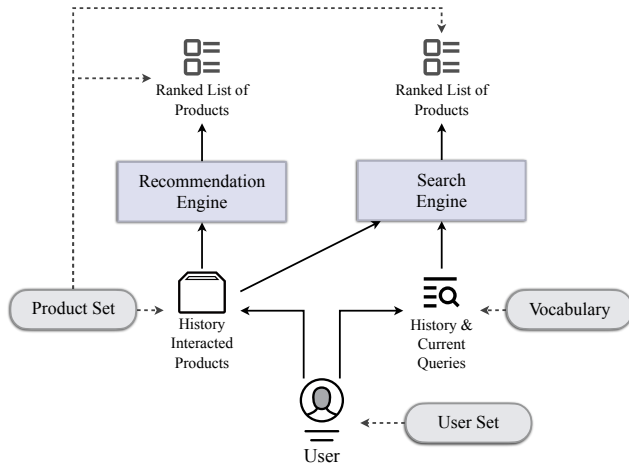 Ranked List of
Products
Ranked List of
Products
Recommendation
Engine
Search
Engine
Product Set
History
Interacted
Products
History &
Current
Queries
Vocabulary
User Set
User